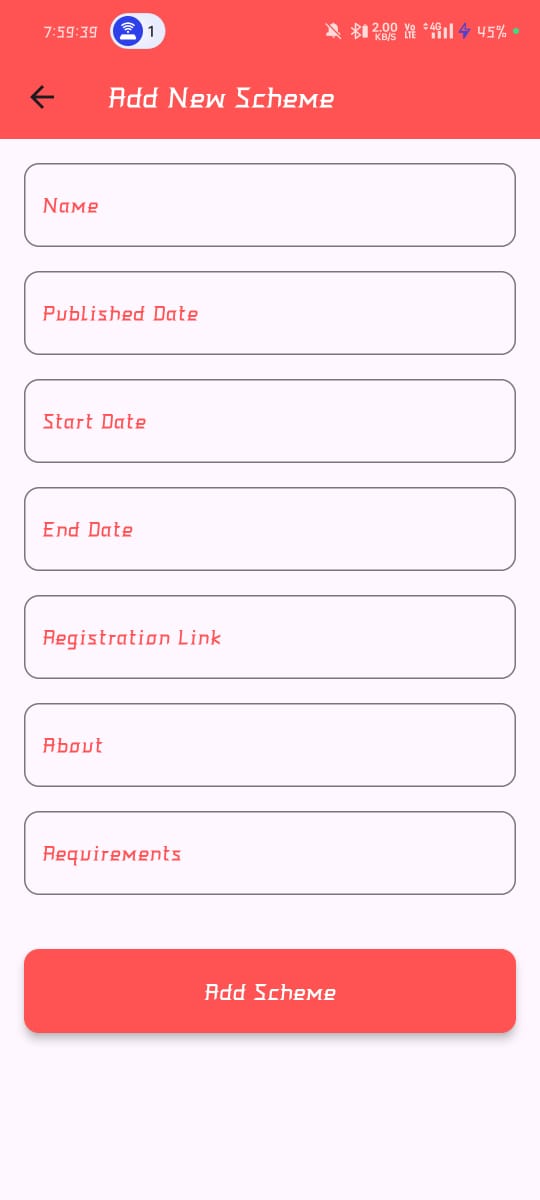 7:59:39 1 2.00 KB/S Vo LTE 4G 45%
Add New Scheme
Name
Published Date
Start Date
End Date
Registration Link
About
Requirements
Add Scheme